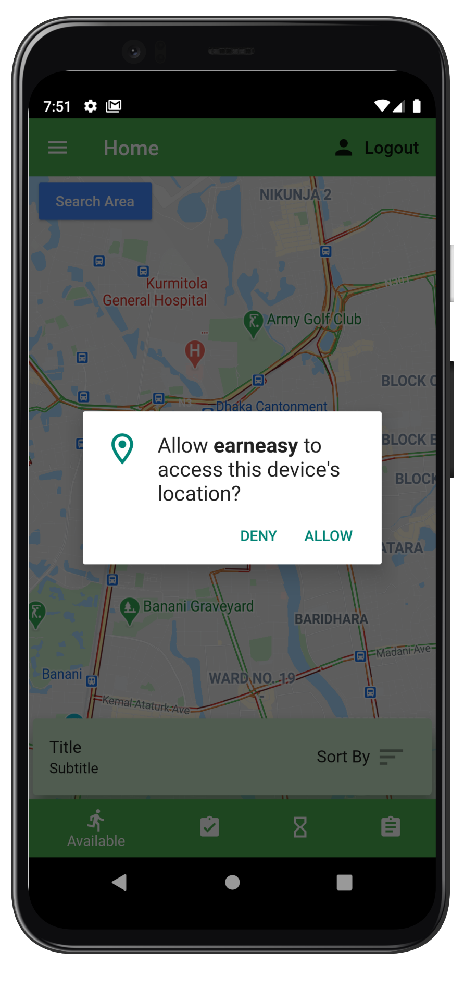 7:51
Home
Logout
Search Area
NIKUNJA 2
Kurmitola
General Hospital
N301
Army Golf Club
H
BLOCK
N3
Dhaka Cantonment
BLOCK
Allow earneasy to
access this device's
location?
BLOCK
DENY ALLOW
ATARA
Banani Graveyard
BARIDHARA
Madani Ave
Banani
WARD NO. 19
Kemal Ataturk Ave
Title
Subtitle
Sort By
Available